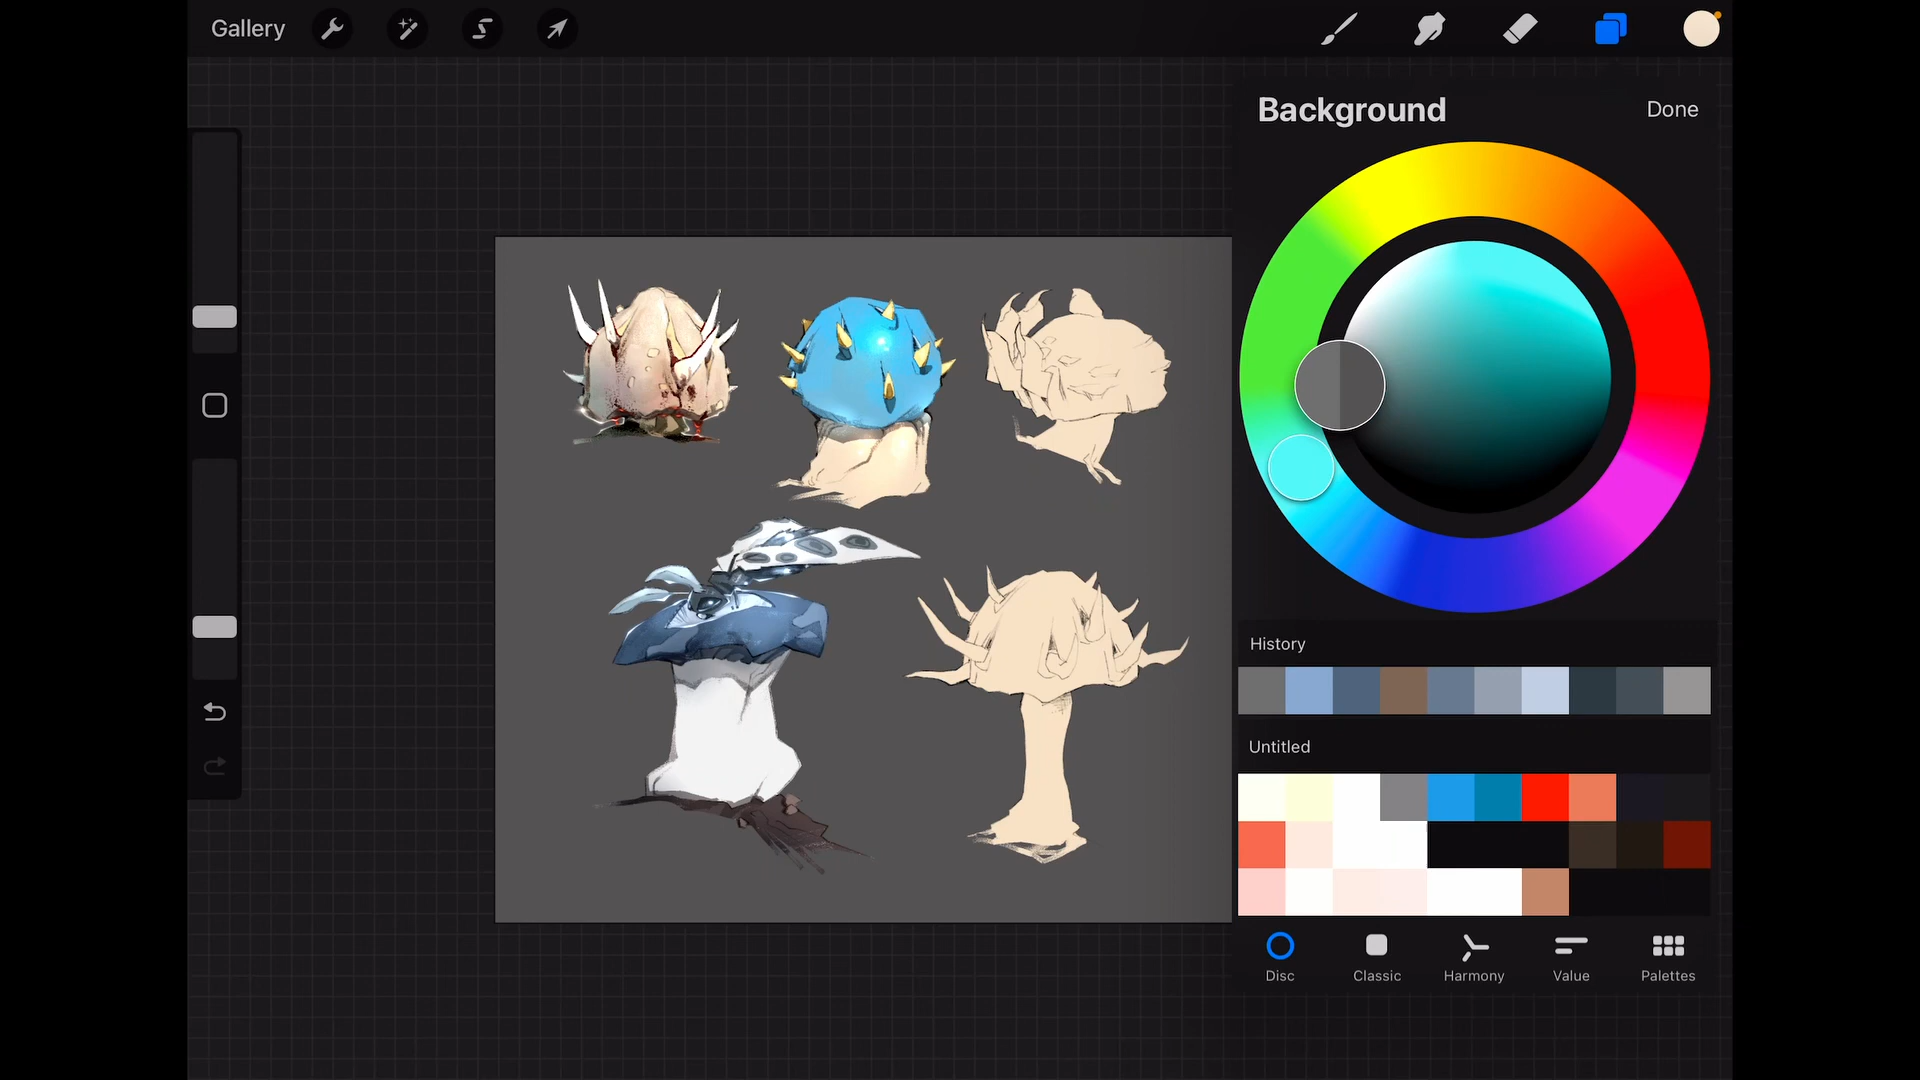 Gallery
Background
Done
History
Untitled
Disc
Classic
Harmony
Value
Palettes